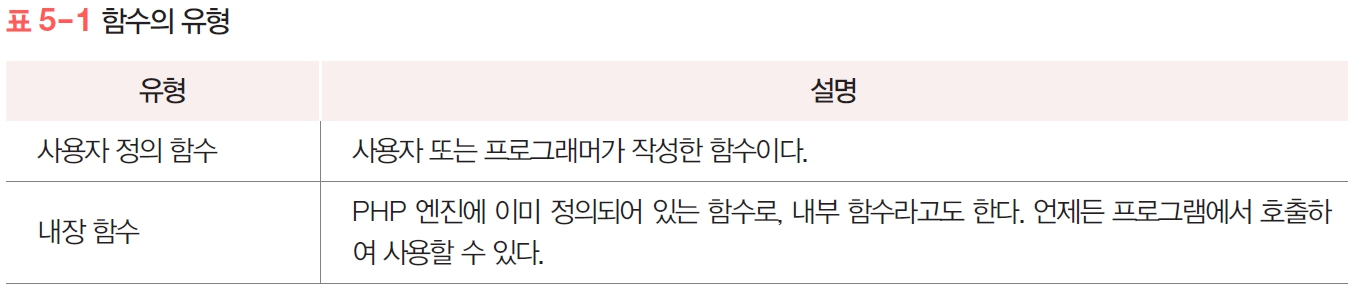 표 5-1 함수의 유형
유형 설명
사용자 정의 함수 사용자 또는 프로그래머가 작성한 함수이다.
내장 함수 PHP 엔진에 이미 정의되어 있는 함수로, 내부 함수라고도 한다. 언제든 프로그램에서 호출하
여 사용할 수 있다.